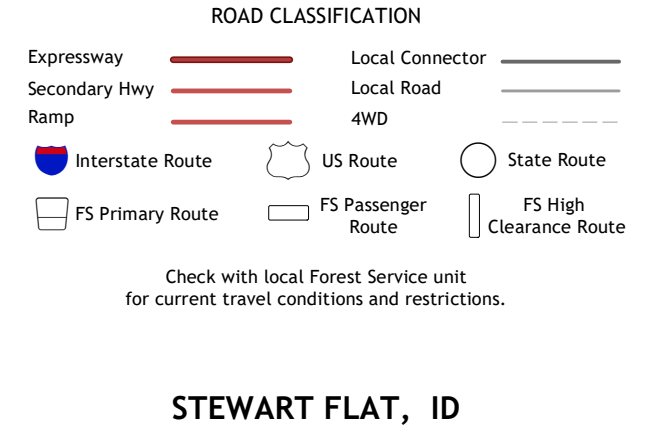 ROAD CLASSIFICATION
Expressway
Local Connector
Secondary Hwy
Local Road
Ramp
4WD
Interstate Route
US Route
State Route
FS Primary Route
FS Passenger
Route
FS High
Clearance Route
Check with local Forest Service unit
for current travel conditions and restrictions.
STEWART FLAT, ID